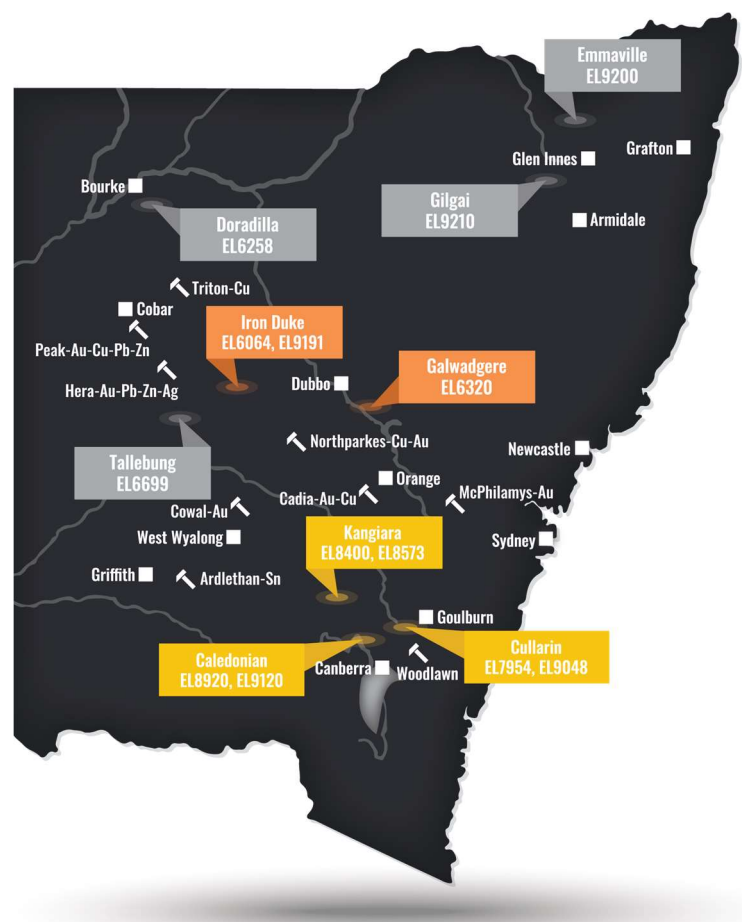 Emmaville
EL9200
Grafton
Glen Innes
Bourke
Gilgai
EL9210
Armidale
Doradilla
EL6258
Triton-Cu
Cobar
Iron Duke
EL6064, EL9191
Peak-Au-Cu-Pb-Zn
Hera-Au-Pb-Zn-Ag
Dubbo
Galwadgere
EL6320
Northparkes-Cu-Au
Newcastle
Tallebung
EL6699
Orange
Cadia-Au-Cu
McPhilamys-Au
Cowal-Au
West Wyalong
Kangiara
EL8400, EL8573
Sydney
Griffith
Ardlethan-Sn
Goulburn
Cullarin
EL7954, EL9048
Caledonian
EL8920, EL9120
Canberra
Woodlawn